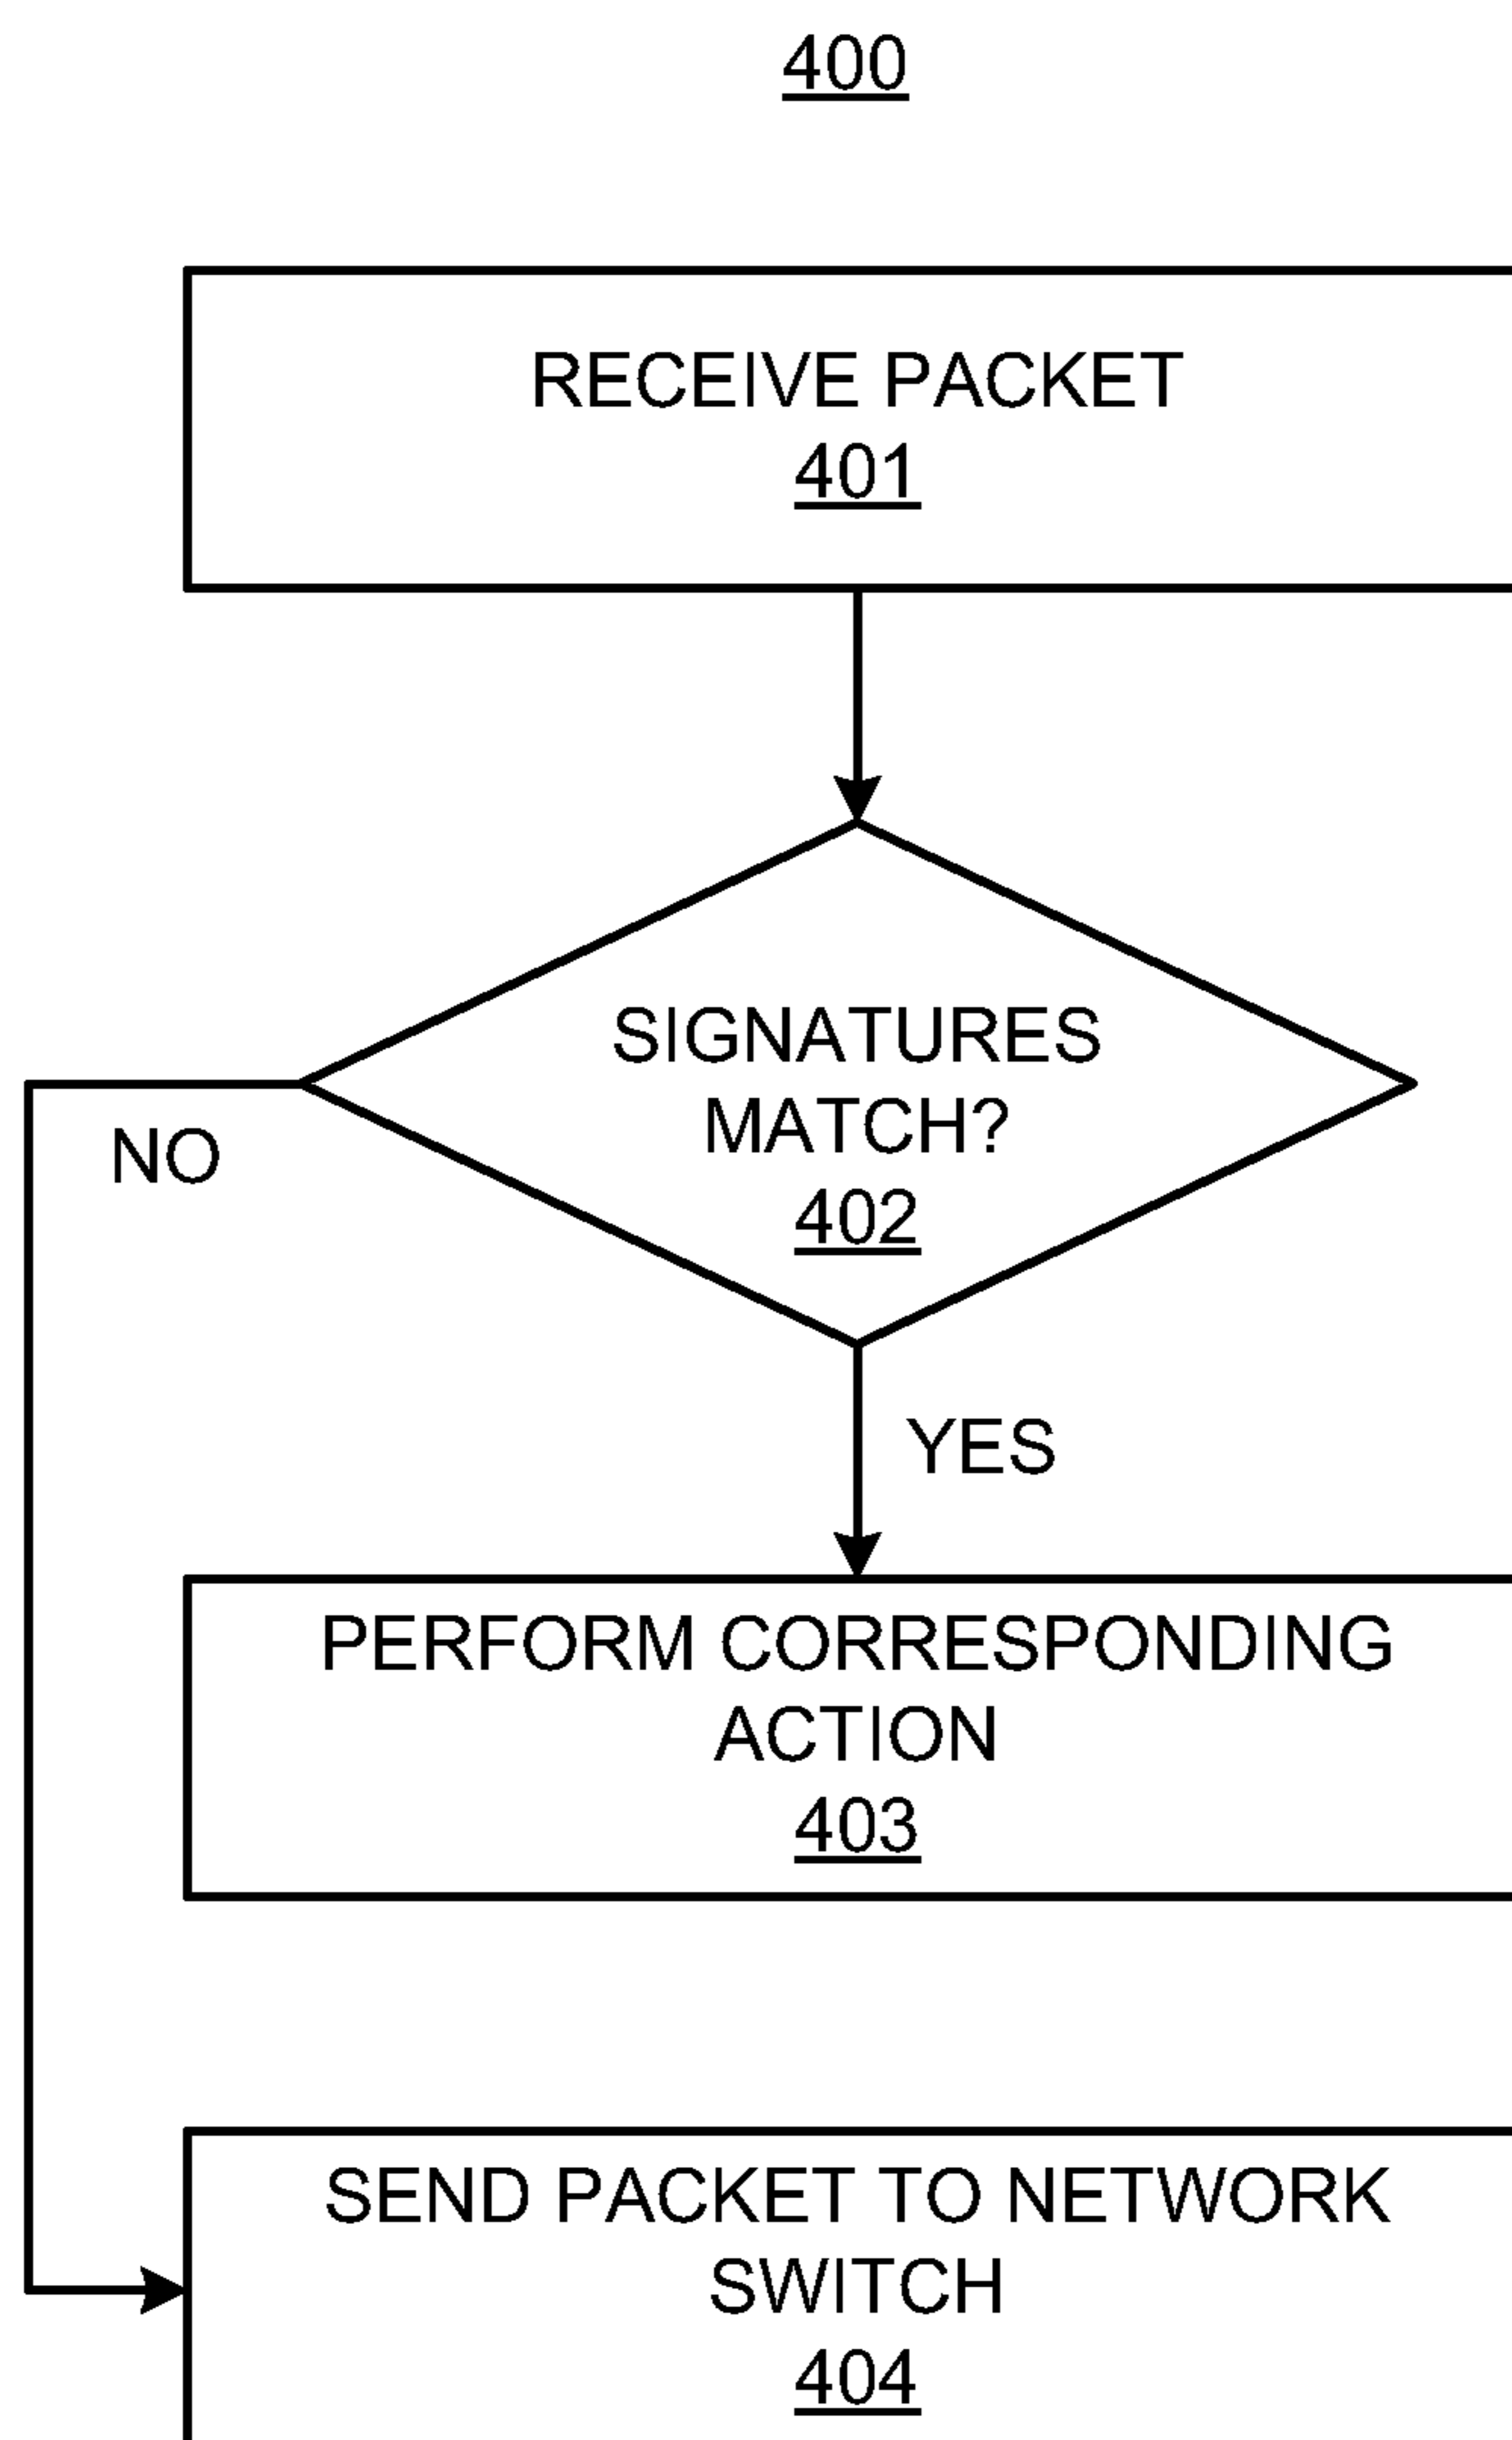 400
RECEIVE PACKET
401
SIGNATURES
MATCH?
402
NO
YES
PERFORM CORRESPONDING
ACTION
403
SEND PACKET TO NETWORK
SWITCH
404